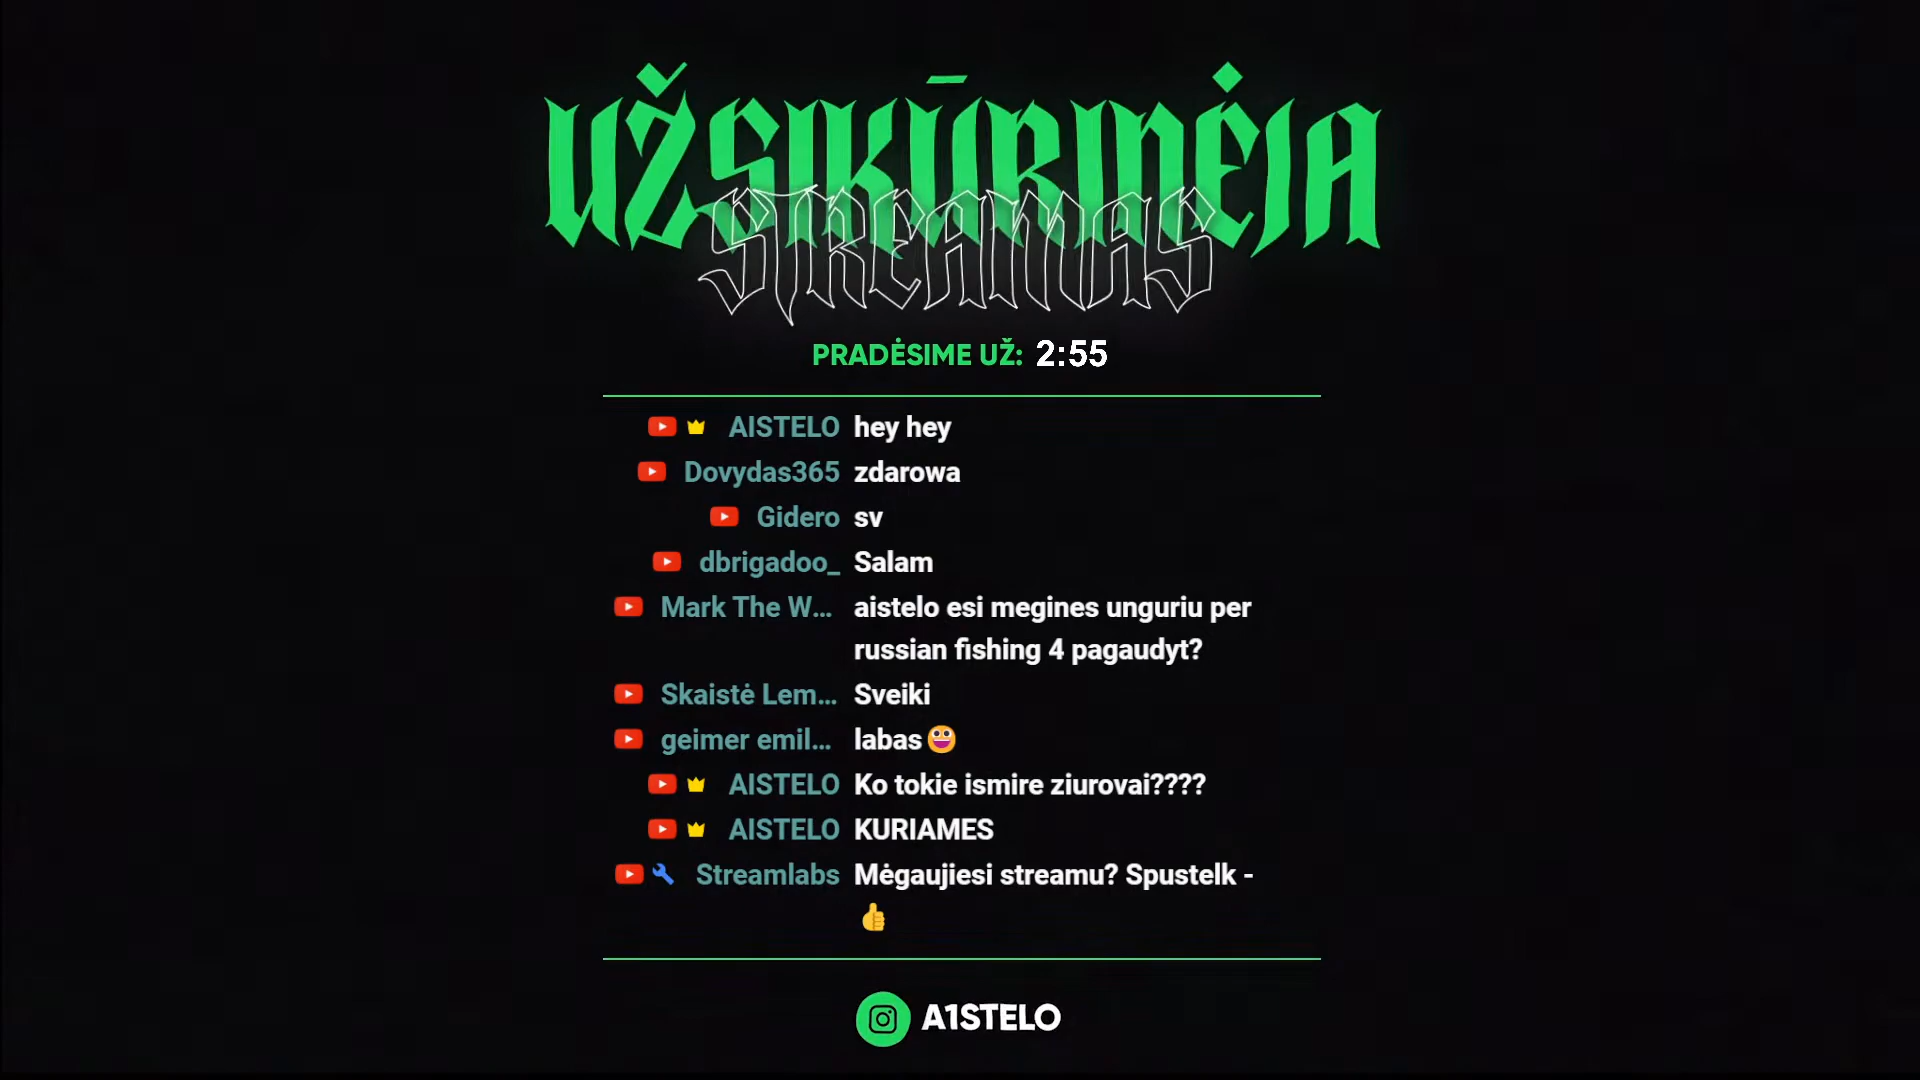 UŽSIKŪRINĖJA
STREAMAS
PRADĖSIME UŽ: 2:55
AISTELO hey hey
Dovydas365 zdarowa
Gidero sv
dbrigadoo_ Salam
Mark The W... aistelo esi megines unguriu per
russian fishing 4 pagaudyt?
Skaistė Lem... Sveiki
geimer emil... labas😀
AISTELO Ko tokie ismire ziurovai????
AISTELO KURIAMES
Streamlabs Mėgaujiesi streamu? Spustelk -
👍
A1STELO